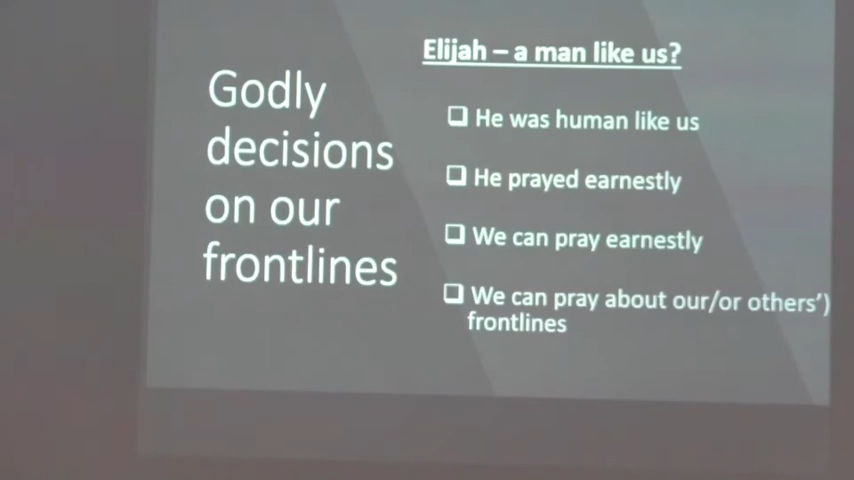 Godly
decisions
on our
frontlines
Elijah – a man like us?
❑ He was human like us
❑ He prayed earnestly
❑ We can pray earnestly
❑ We can pray about our/or others’)
frontlines